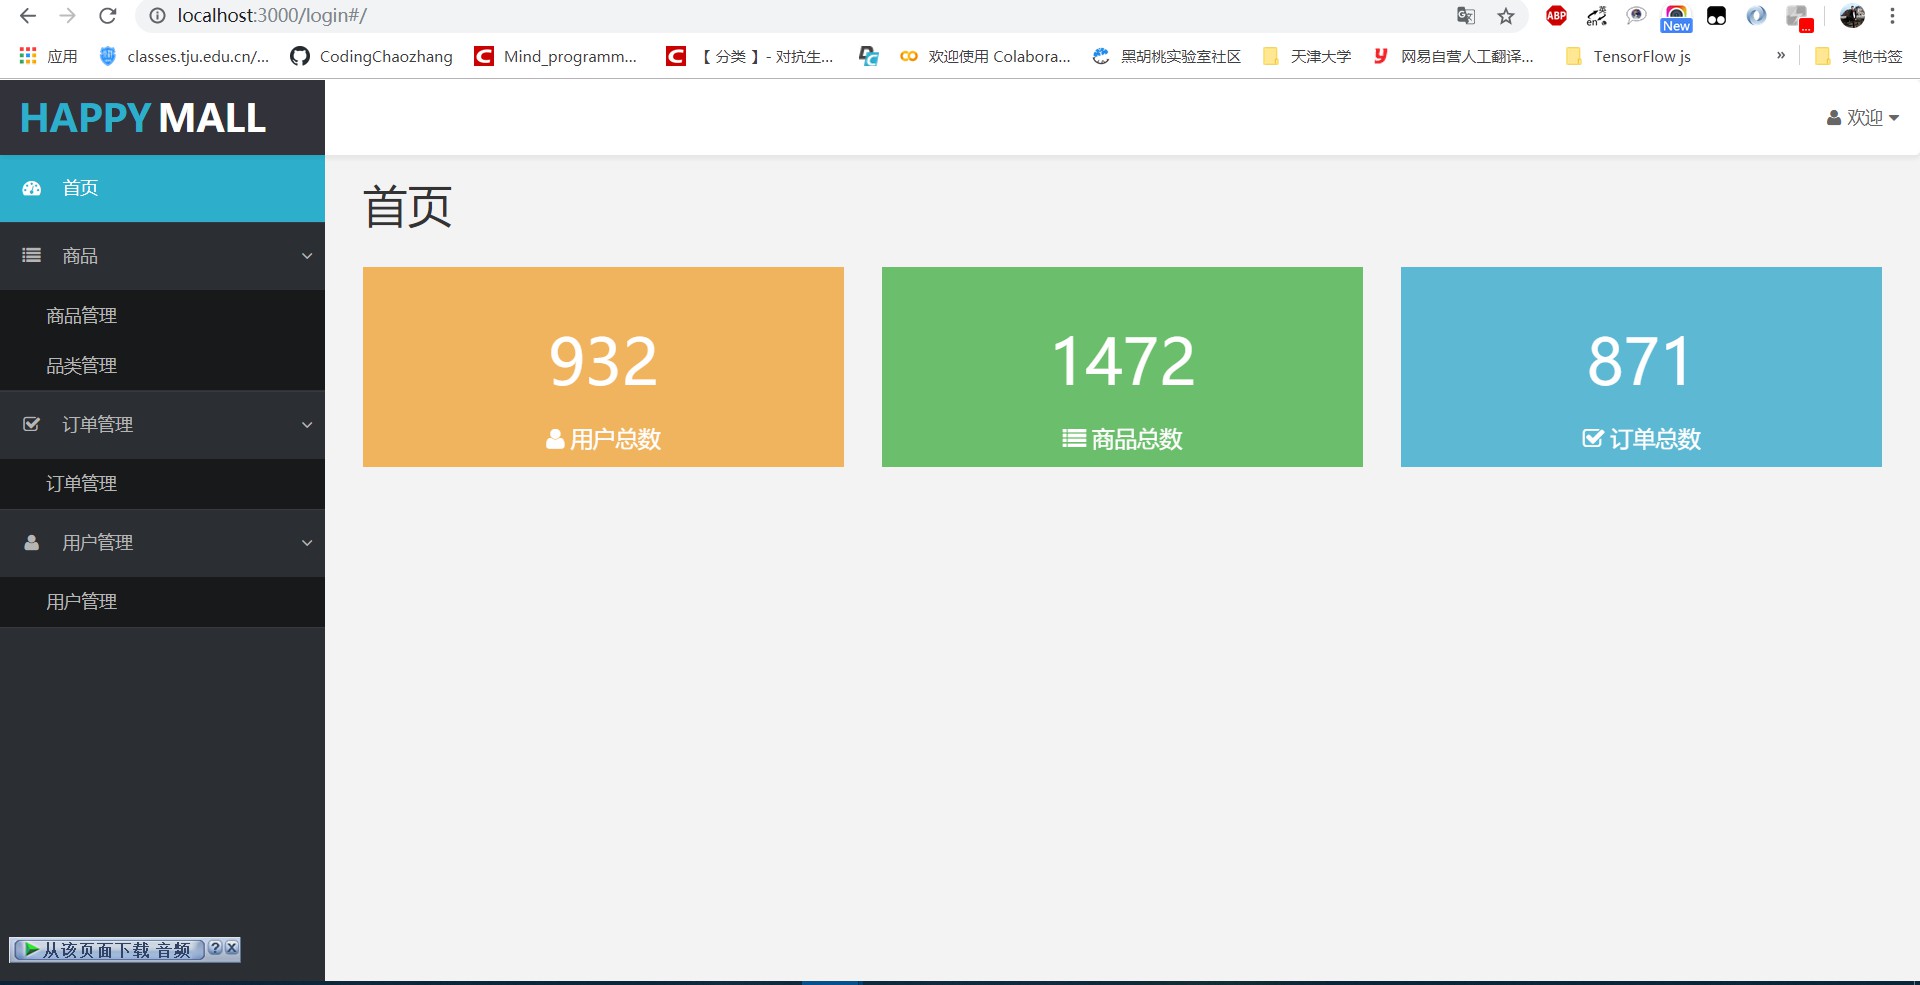 localhost:3000/login#/
ABP
en 英
New
应用 classes.tju.edu.cn/... CodingChaozhang Mind_programm... 【 分类 】- 对抗生... 欢迎使用 Colabora... 黑胡桃实验室社区 天津大学 网易自营人工翻译... TensorFlow js » 其他书签
HAPPY MALL
欢迎
首页
商品
商品管理
品类管理
订单管理
订单管理
用户管理
用户管理
首页
932
用户总数
1472
商品总数
871
订单总数
从该页面下载 音频 ? x